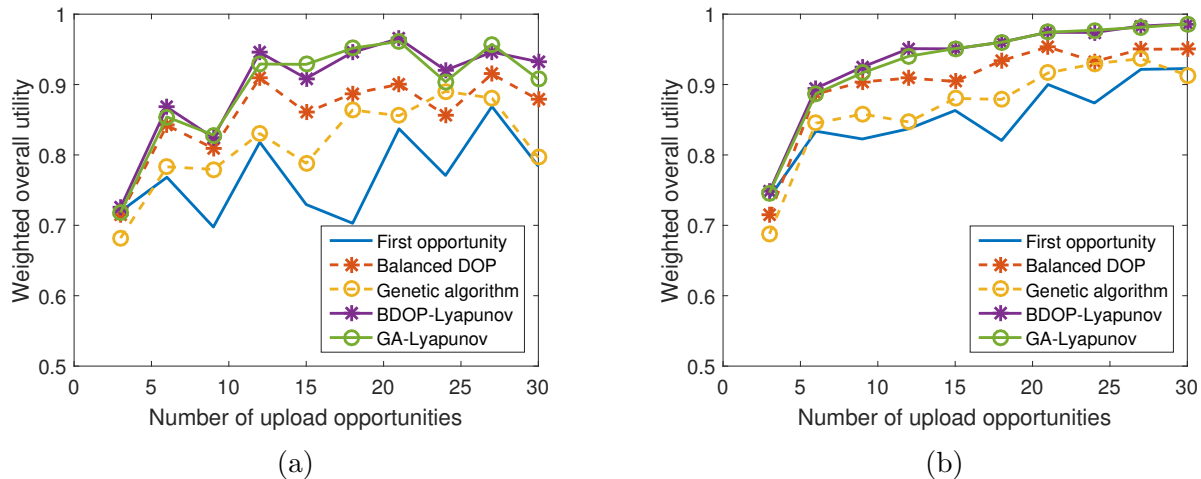 1
0.9
0.8
0.7
0.6
0.5
0 5 10 15 20 25 30
Weighted overall utility
Number of upload opportunities
First opportunity
Balanced DOP
Genetic algorithm
BDOP-Lyapunov
GA-Lyapunov
(a)
1
0.9
0.8
0.7
0.6
0.5
0 5 10 15 20 25 30
Weighted overall utility
Number of upload opportunities
First opportunity
Balanced DOP
Genetic algorithm
BDOP-Lyapunov
GA-Lyapunov
(b)